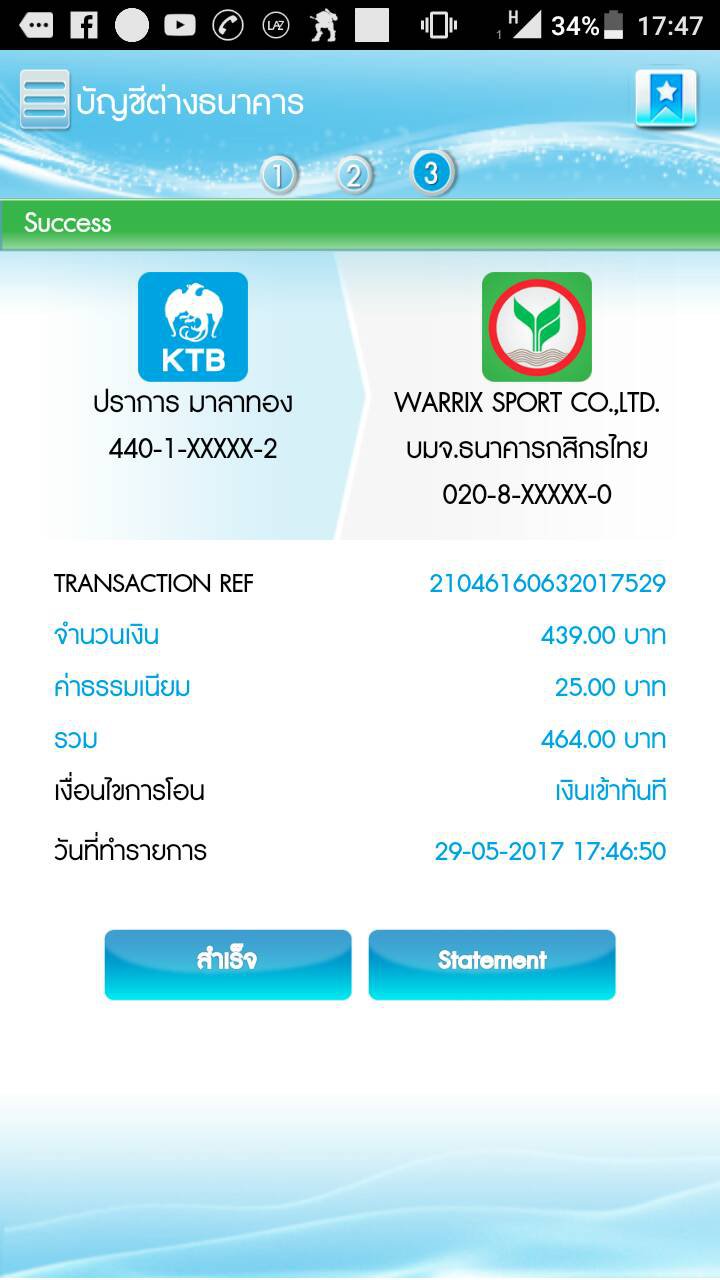 1 H 34% 17:47
LAZ
บัญชีต่างธนาคาร
1 2 3
Success
KTB
ปราการ มาลาทอง
440-1-XXXXX-2
WARRIX SPORT CO.,LTD.
บมจ.ธนาคารกสิกรไทย
020-8-XXXXX-0
TRANSACTION REF 21046160632017529
จำนวนเงิน 439.00 บาท
ค่าธรรมเนียม 25.00 บาท
รวม 464.00 บาท
เงื่อนไขการโอน เงินเข้าทันที
วันที่ทำรายการ 29-05-2017 17:46:50
สำเร็จ Statement